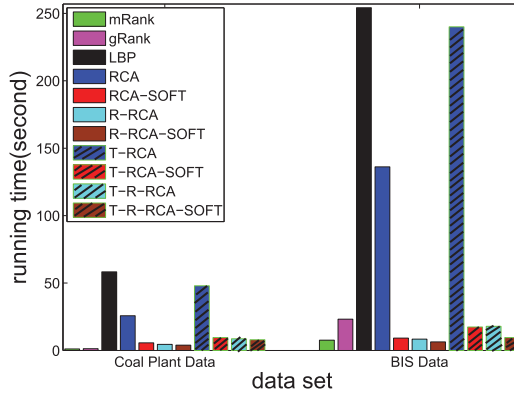 mRank
gRank
LBP
RCA
RCA−SOFT
R−RCA
R−RCA−SOFT
T−RCA
T−RCA−SOFT
T−R−RCA
T−R−RCA−SOFT
running time(second)
250
200
150
100
50
0
Coal Plant Data
BIS Data
data set